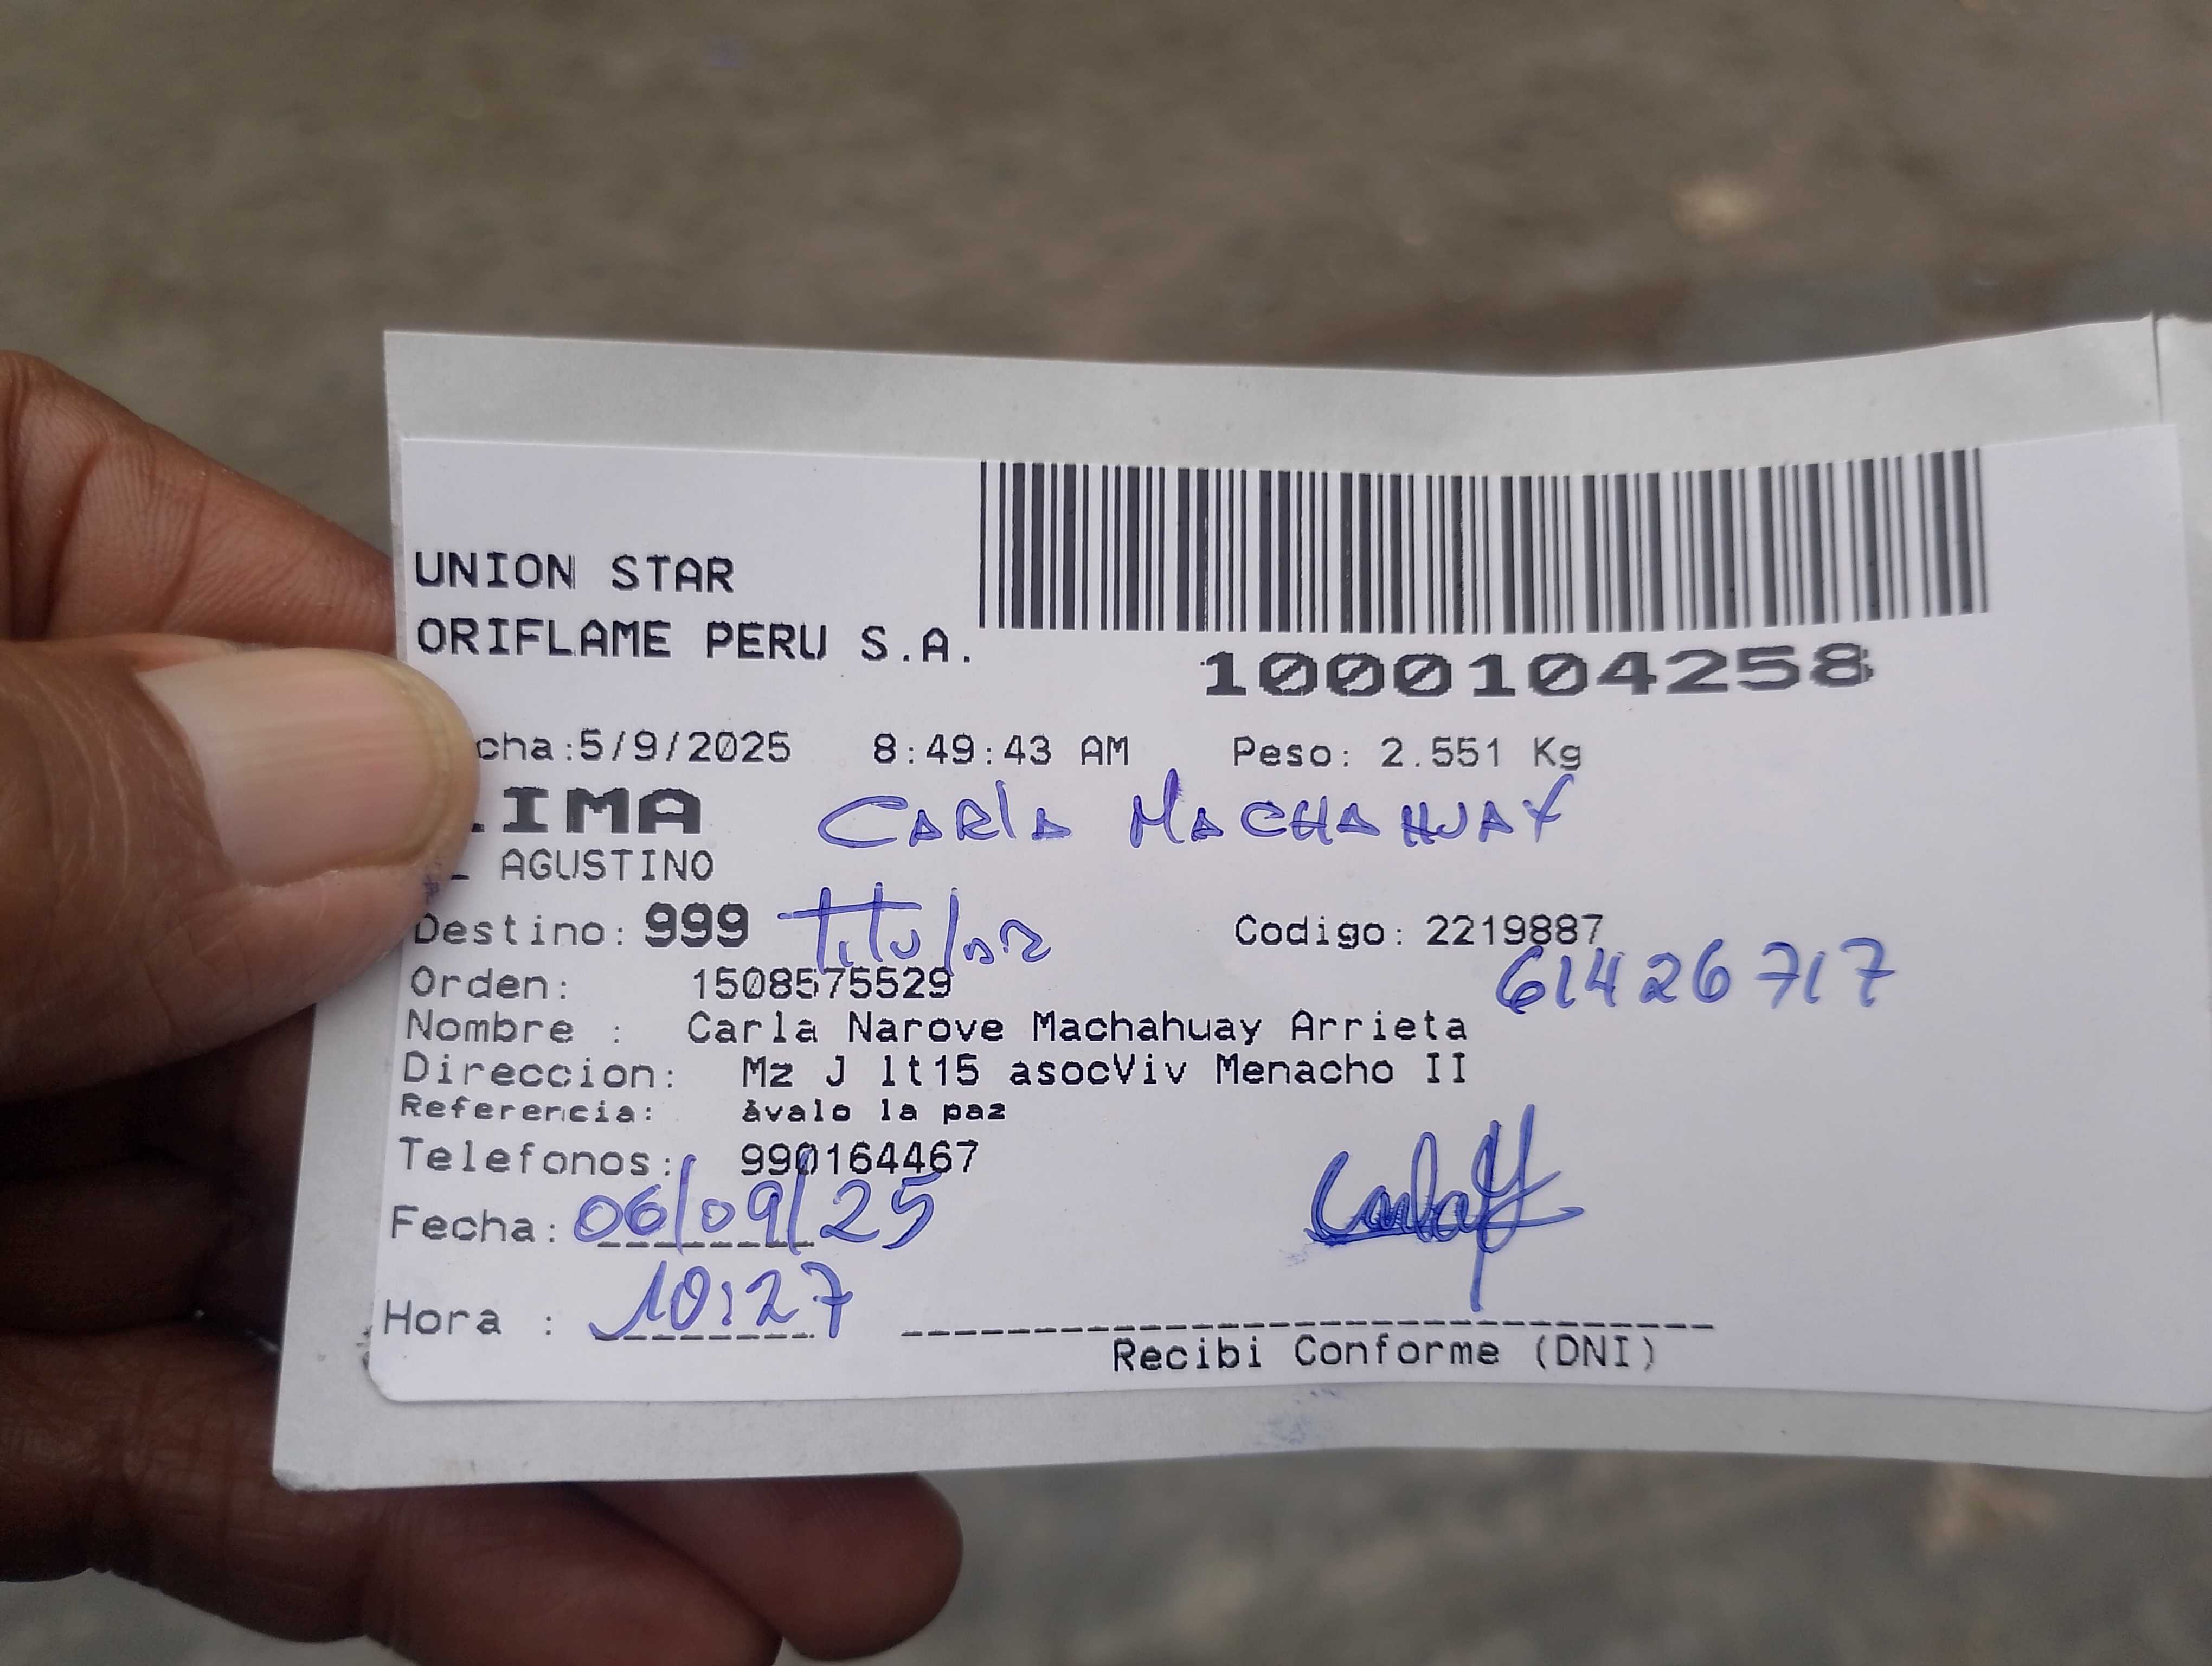 UNION STAR
ORIFLAME PERU S.A.
1000104258
cha:5/9/2025 8:49:43 AM Peso: 2.551 Kg
IMA Carla MACHAHUAY
AGUSTINO
Destino: 999 Titular Codigo: 2219887
61426717
Orden: 1508575529
Nombre : Carla Narove Machahuay Arrieta
Direccion: Mz J lt15 asocViv Menacho II
Referencia: àvalo la paz
Telefonos: 990164467
Fecha: 06/09/25
Hora : 10:27
Recibi Conforme (DNI)